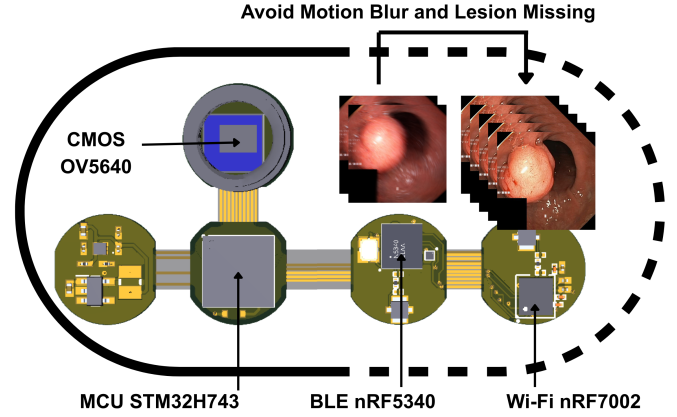 Avoid Motion Blur and Lesion Missing
CMOS
OV5640
MCU STM32H743
BLE nRF5340
Wi-Fi nRF7002